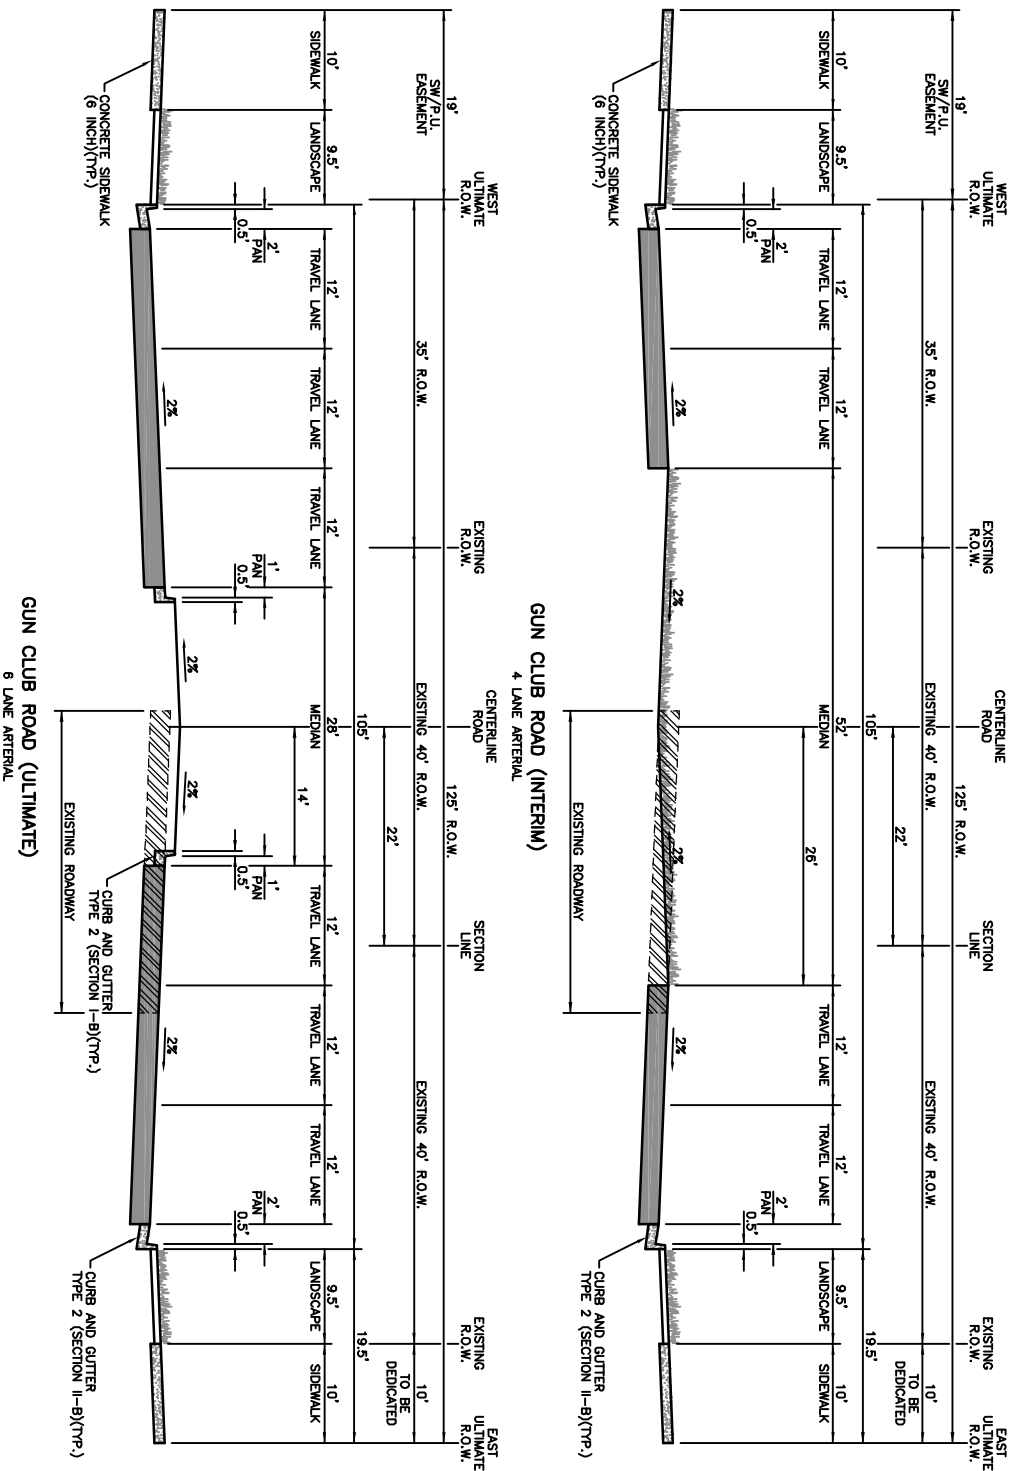 WEST
ULTIMATE
R.O.W.
EXISTING
R.O.W.
CENTERLINE
ROAD
SECTION
LINE
EXISTING
R.O.W.
EAST
ULTIMATE
R.O.W.
19'
SW/P.U.
EASEMENT
125' R.O.W.
35' R.O.W.
EXISTING 40' R.O.W.
EXISTING 40' R.O.W.
10'
TO BE
DEDICATED
22'
105'
19.5'
10'
SIDEWALK
9.5'
LANDSCAPE
12'
TRAVEL LANE
12'
TRAVEL LANE
52'
MEDIAN
12'
TRAVEL LANE
12'
TRAVEL LANE
9.5'
LANDSCAPE
10'
SIDEWALK
26'
2'
PAN
0.5'
2'
PAN
0.5'
2%
2%
2%
2%
CONCRETE SIDEWALK
(6 INCH)(TYP.)
EXISTING ROADWAY
CURB AND GUTTER
TYPE 2 (SECTION II-B)(TYP.)
GUN CLUB ROAD (INTERIM)
4 LANE ARTERIAL
WEST
ULTIMATE
R.O.W.
EXISTING
R.O.W.
CENTERLINE
ROAD
SECTION
LINE
EXISTING
R.O.W.
EAST
ULTIMATE
R.O.W.
19'
SW/P.U.
EASEMENT
125' R.O.W.
35' R.O.W.
EXISTING 40' R.O.W.
EXISTING 40' R.O.W.
10'
TO BE
DEDICATED
22'
105'
19.5'
10'
SIDEWALK
9.5'
LANDSCAPE
12'
TRAVEL LANE
12'
TRAVEL LANE
12'
TRAVEL LANE
28'
MEDIAN
12'
TRAVEL LANE
12'
TRAVEL LANE
12'
TRAVEL LANE
9.5'
LANDSCAPE
10'
SIDEWALK
14'
2'
PAN
0.5'
1'
PAN
0.5'
1'
PAN
0.5'
2'
PAN
0.5'
2%
2%
2%
2%
CONCRETE SIDEWALK
(6 INCH)(TYP.)
CURB AND GUTTER
TYPE 2 (SECTION I-B)(TYP.)
EXISTING ROADWAY
CURB AND GUTTER
TYPE 2 (SECTION II-B)(TYP.)
GUN CLUB ROAD (ULTIMATE)
6 LANE ARTERIAL